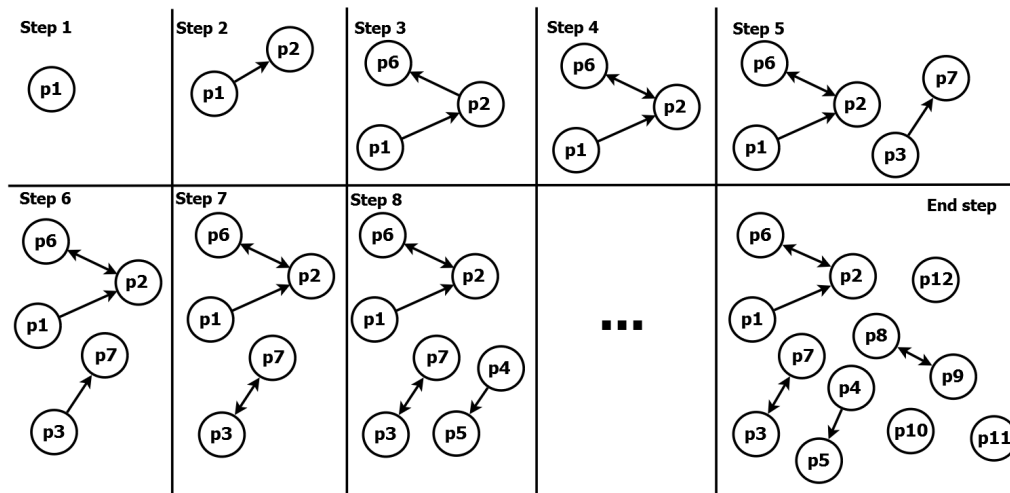 Step 1
p1
Step 2
p2
p1
Step 3
p6
p2
p1
Step 4
p6
p2
p1
Step 5
p6
p7
p2
p1
p3
Step 6
p6
p2
p1
p7
p3
Step 7
p6
p2
p1
p7
p3
Step 8
p6
p2
p1
p7
p4
p3
p5
...
End step
p6
p2
p12
p1
p8
p7
p9
p4
p3
p10
p11
p5